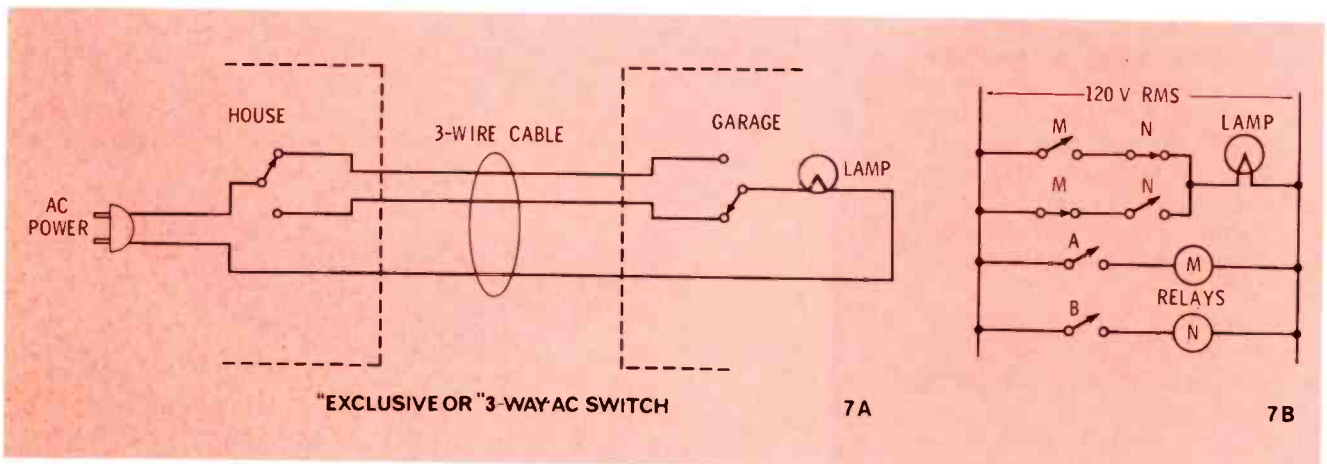 HOUSE
3-WIRE CABLE
GARAGE
LAMP
AC
POWER
"EXCLUSIVE OR "3-WAY-AC SWITCH
7A
120 V RMS
M
N
LAMP
M
N
A
M
RELAYS
B
N
7B